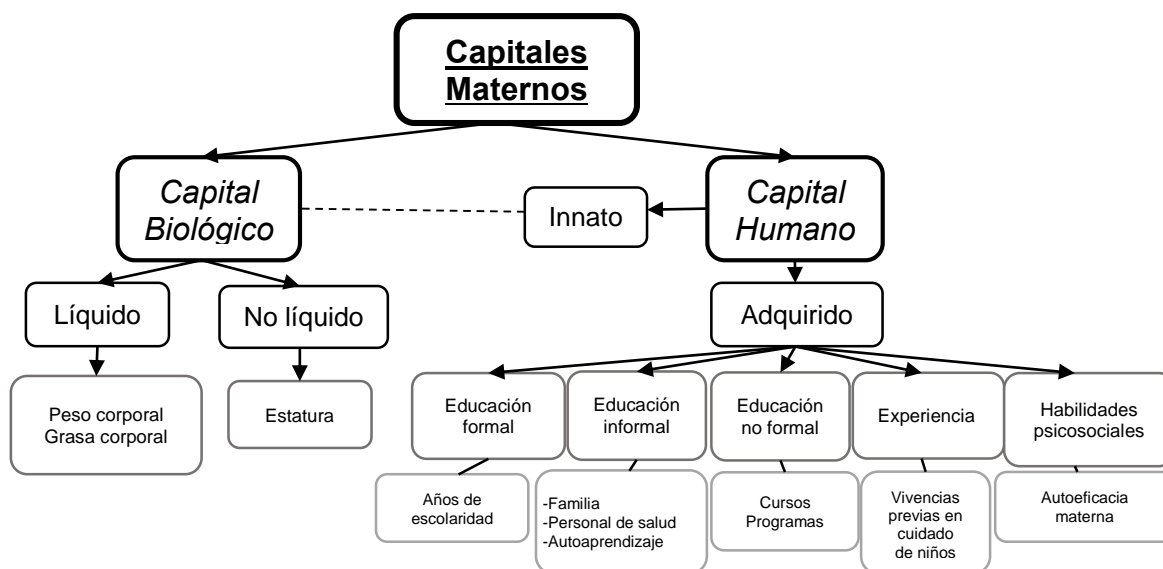 Capitales
Maternos
Capital
Biológico
Innato
Capital
Humano
Líquido
No líquido
Adquirido
Peso corporal
Grasa corporal
Estatura
Educación
formal
Educación
informal
Educación
no formal
Experiencia
Habilidades
psicosociales
Años de
escolaridad
-Familia
-Personal de salud
-Autoaprendizaje
Cursos
Programas
Vivencias
previas en
cuidado
de niños
Autoeficacia
materna